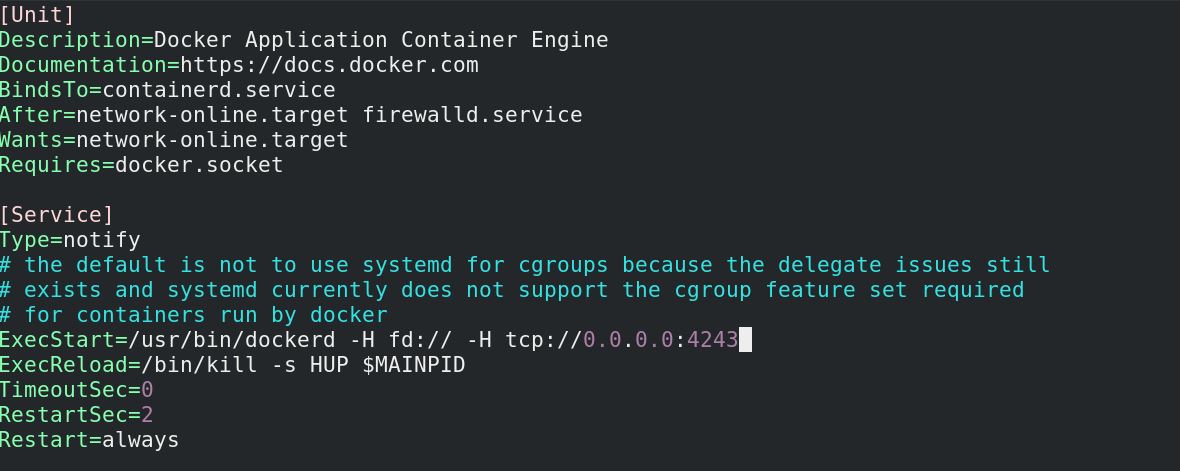 [Unit]
Description=Docker Application Container Engine
Documentation=https://docs.docker.com
BindsTo=containerd.service
After=network-online.target firewalld.service
Wants=network-online.target
Requires=docker.socket
[Service]
Type=notify
# the default is not to use systemd for cgroups because the delegate issues still
# exists and systemd currently does not support the cgroup feature set required
# for containers run by docker
ExecStart=/usr/bin/dockerd -H fd:// -H tcp://0.0.0.0:4243
ExecReload=/bin/kill -s HUP $MAINPID
TimeoutSec=0
RestartSec=2
Restart=always